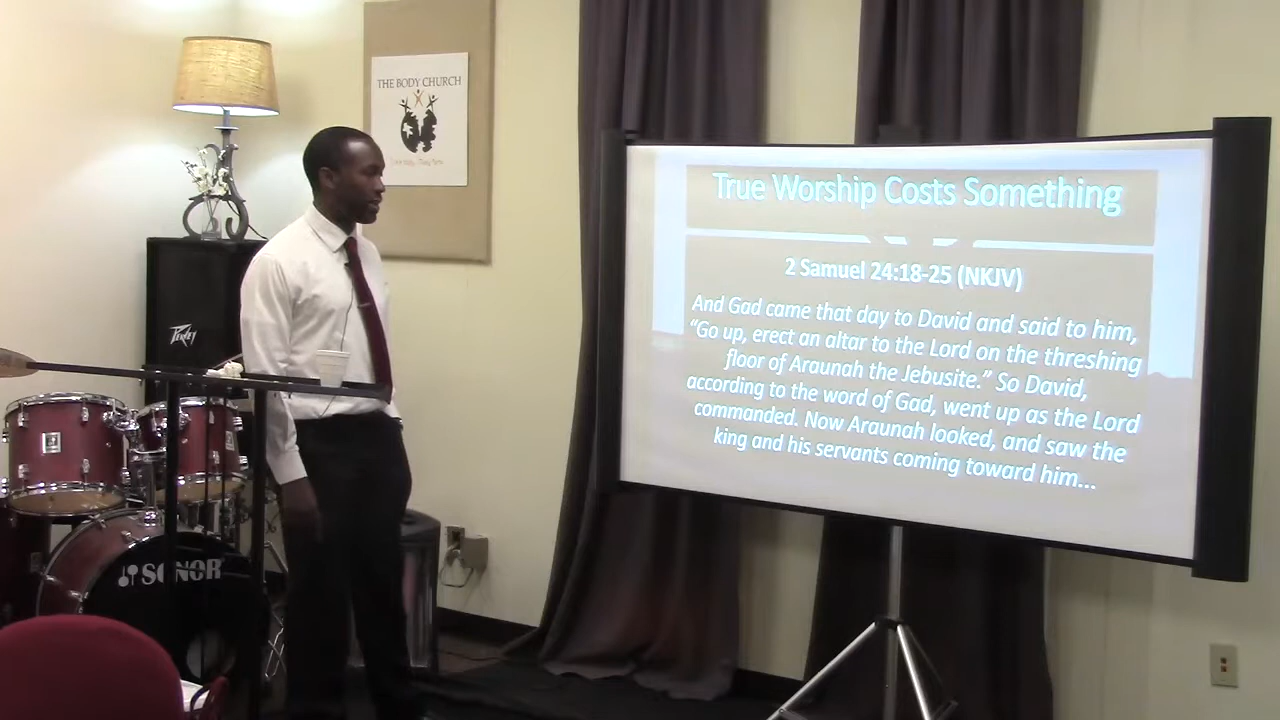 THE BODY CHURCH
True Worship Costs Something
2 Samuel 24:18-25 (NKJV)
And Gad came that day to David and said to him,
“Go up, erect an altar to the Lord on the threshing
floor of Araunah the Jebusite.” So David,
according to the word of Gad, went up as the Lord
commanded. Now Araunah looked, and saw the
king and his servants coming toward him...
PEAVEY
SONOR